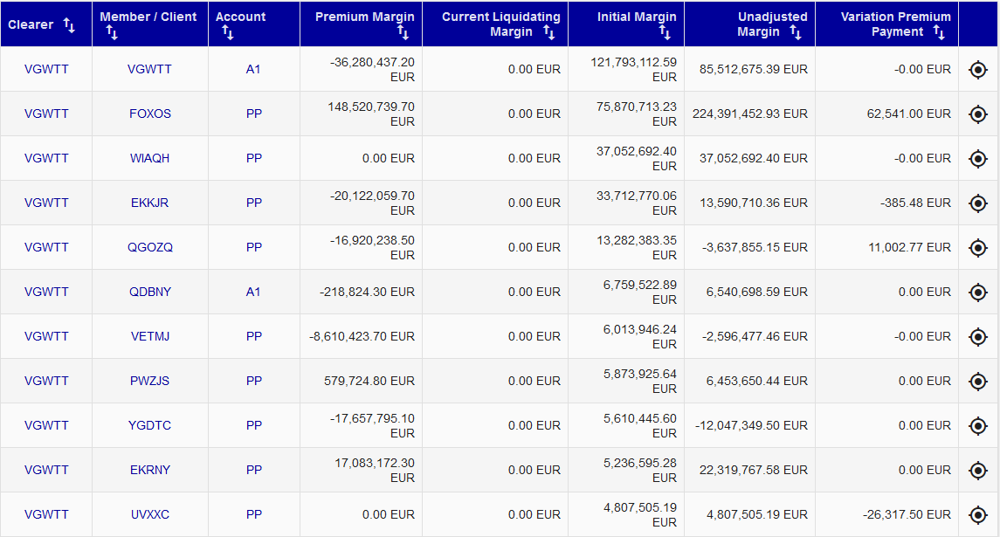 Clearer
Member / Client
Account
Premium Margin
Current Liquidating
Margin
Initial Margin
Unadjusted
Margin
Variation Premium
Payment
VGWTT
VGWTT
A1
-36,280,437.20
EUR
0.00 EUR
121,793,112.59
EUR
85,512,675.39 EUR
-0.00 EUR
VGWTT
FOXOS
PP
148,520,739.70
EUR
0.00 EUR
75,870,713.23
EUR
224,391,452.93 EUR
62,541.00 EUR
VGWTT
WIAQH
PP
0.00 EUR
0.00 EUR
37,052,692.40
EUR
37,052,692.40 EUR
-0.00 EUR
VGWTT
EKKJR
PP
-20,122,059.70
EUR
0.00 EUR
33,712,770.06
EUR
13,590,710.36 EUR
-385.48 EUR
VGWTT
QGOZQ
PP
-16,920,238.50
EUR
0.00 EUR
13,282,383.35
EUR
-3,637,855.15 EUR
11,002.77 EUR
VGWTT
QDBNY
A1
-218,824.30 EUR
0.00 EUR
6,759,522.89
EUR
6,540,698.59 EUR
0.00 EUR
VGWTT
VETMJ
PP
-8,610,423.70 EUR
0.00 EUR
6,013,946.24
EUR
-2,596,477.46 EUR
-0.00 EUR
VGWTT
PWZJS
PP
579,724.80 EUR
0.00 EUR
5,873,925.64
EUR
6,453,650.44 EUR
0.00 EUR
VGWTT
YGDTC
PP
-17,657,795.10
EUR
0.00 EUR
5,610,445.60
EUR
-12,047,349.50 EUR
0.00 EUR
VGWTT
EKRNY
PP
17,083,172.30
EUR
0.00 EUR
5,236,595.28
EUR
22,319,767.58 EUR
0.00 EUR
VGWTT
UVXXC
PP
0.00 EUR
0.00 EUR
4,807,505.19
EUR
4,807,505.19 EUR
-26,317.50 EUR